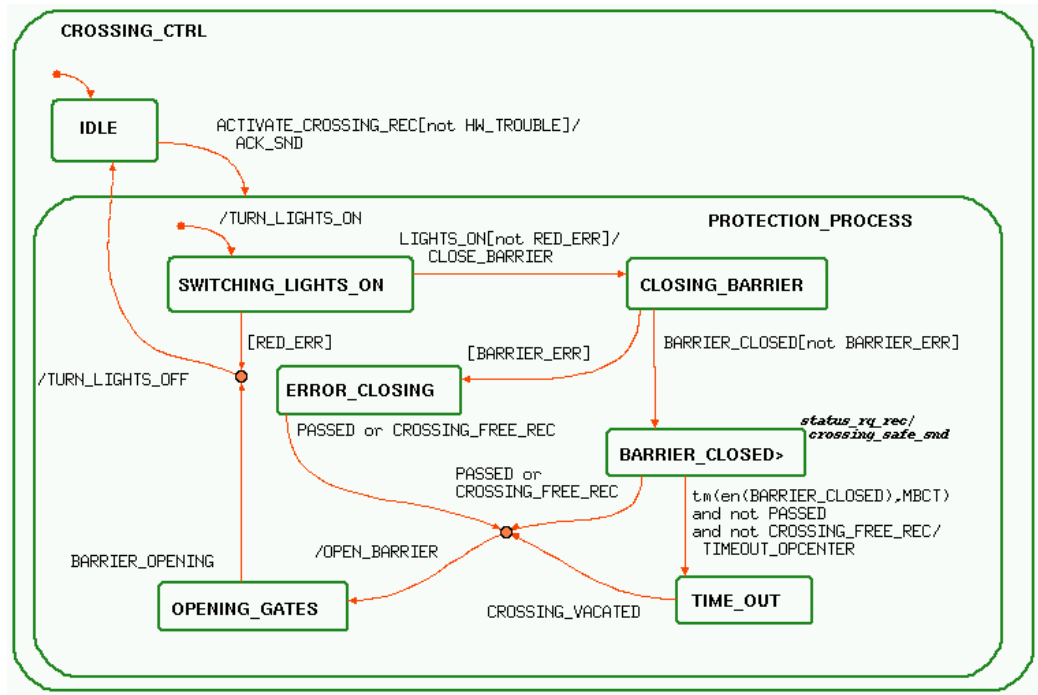 CROSSING_CTRL
IDLE
ACTIVATE_CROSSING_REC[not HW_TROUBLE]/
ACK_SND
/TURN_LIGHTS_ON
PROTECTION_PROCESS
LIGHTS_ON[not RED_ERR]/
CLOSE_BARRIER
SWITCHING_LIGHTS_ON
CLOSING_BARRIER
[RED_ERR]
[BARRIER_ERR]
BARRIER_CLOSED[not BARRIER_ERR]
/TURN_LIGHTS_OFF
ERROR_CLOSING
PASSED or CROSSING_FREE_REC
status_rq_rec/
crossing_safe_snd
BARRIER_CLOSED>
PASSED or
CROSSING_FREE_REC
tm(en(BARRIER_CLOSED),MBCT)
and not PASSED
and not CROSSING_FREE_REC/
TIMEOUT_OPCENTER
/OPEN_BARRIER
BARRIER_OPENING
OPENING_GATES
CROSSING_VACATED
TIME_OUT